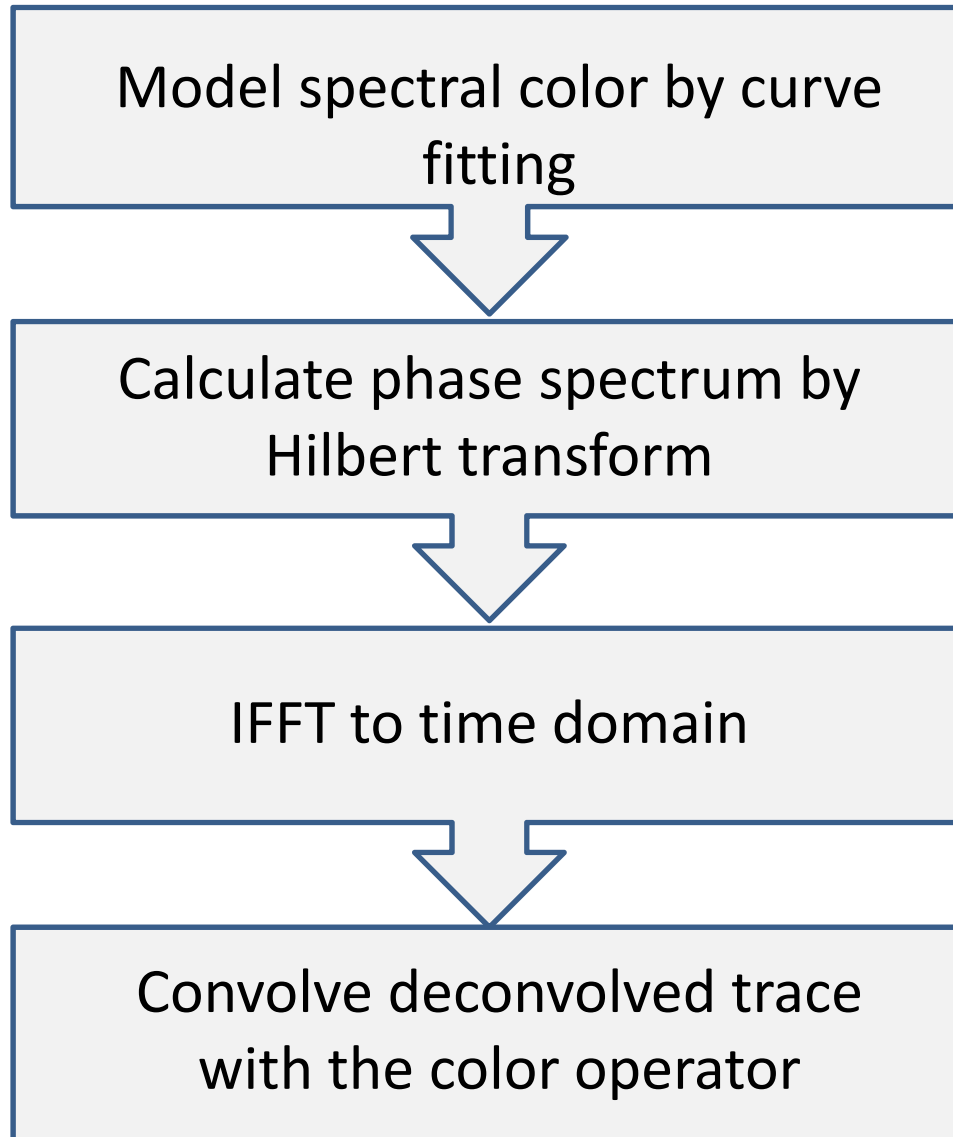 Model spectral color by curve
fitting
Calculate phase spectrum by
Hilbert transform
IFFT to time domain
Convolve deconvolved trace
with the color operator